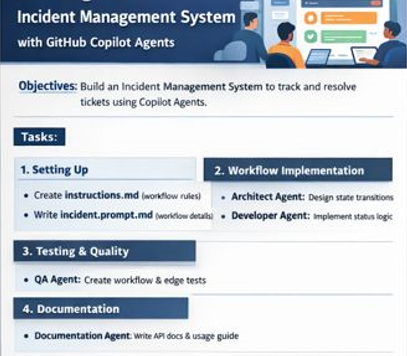 Incident Management System
with GitHub Copilot Agents
Objectives: Build an Incident Management System to track and resolve
tickets using Copilot Agents.
Tasks:
1. Setting Up
• Create instructions.md (workflow rules)
• Write incident.prompt.md (workflow details)
2. Workflow Implementation
• Architect Agent: Design state transitions
• Developer Agent: Implement status logic
3. Testing & Quality
• QA Agent: Create workflow & edge tests
4. Documentation
• Documentation Agent: Write API docs & usage guide